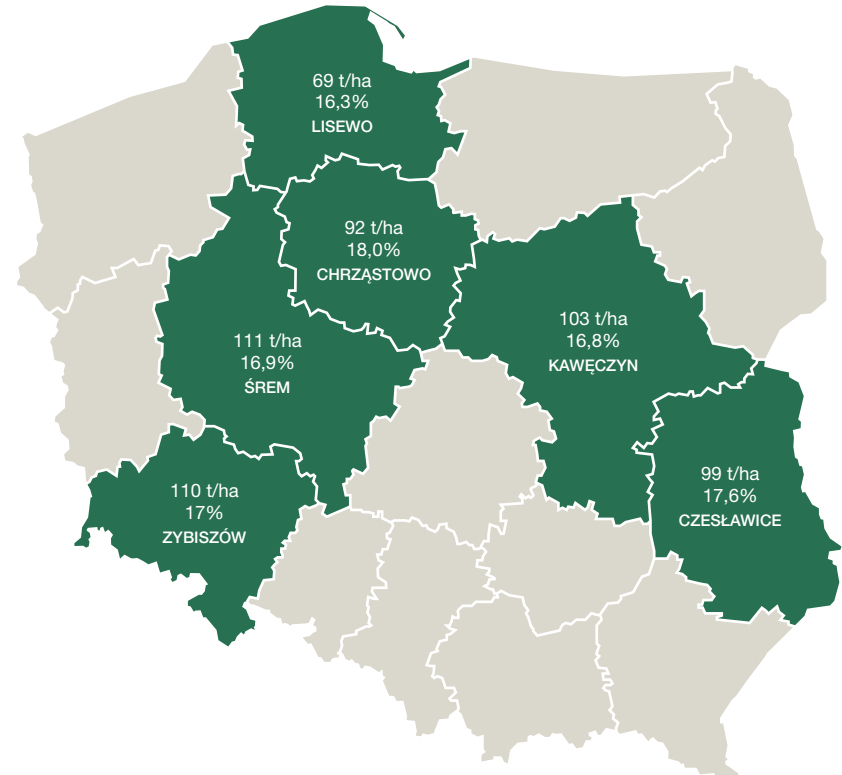 69 t/ha
16,3%
LISEWO
92 t/ha
18,0%
CHRZĄSTOWO
103 t/ha
16,8%
KAWĘCZYN
111 t/ha
16,9%
ŚREM
99 t/ha
17,6%
CZESŁAWICE
110 t/ha
17%
ZYBISZÓW